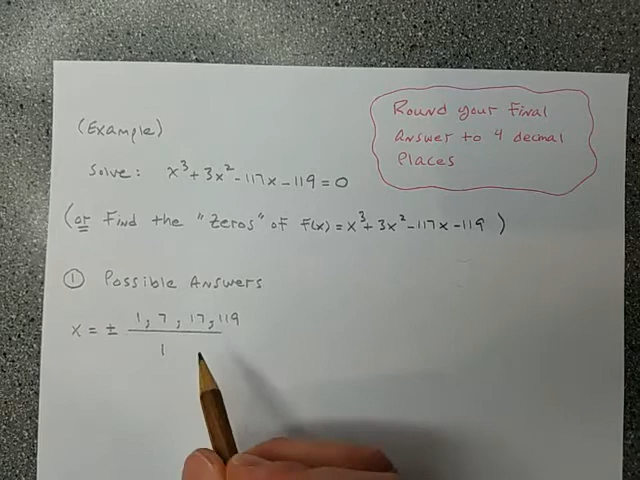 Round your Final
Answer to 4 decimal
Places
(Example)
Solve: x³+3x²-117x-119=0
(or Find the "Zeros" of f(x)=x³+3x²-117x-119)
① Possible Answers
x = ± 1, 7, 17, 119
1